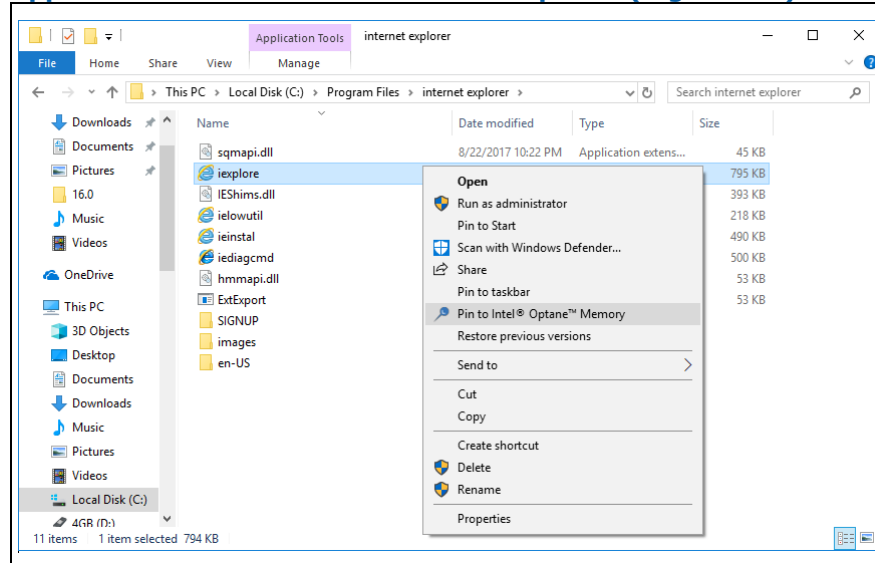 Application Tools internet explorer
File Home Share View Manage
This PC > Local Disk (C:) > Program Files > internet explorer > Search internet explorer
Downloads
Documents
Pictures
16.0
Music
Videos
OneDrive
This PC
3D Objects
Desktop
Documents
Downloads
Music
Pictures
Videos
Local Disk (C:)
4GB (D:)
Name Date modified Type Size
sqmapi.dll 8/22/2017 10:22 PM Application extens... 45 KB
iexplore 795 KB
IEShims.dll 393 KB
ielowutil 218 KB
ieinstal 490 KB
iediagcmd 500 KB
hmmapi.dll 53 KB
ExtExport 53 KB
SIGNUP
images
en-US
Open
Run as administrator
Pin to Start
Scan with Windows Defender...
Share
Pin to taskbar
Pin to Intel® Optane™ Memory
Restore previous versions
Send to
Cut
Copy
Create shortcut
Delete
Rename
Properties
11 items 1 item selected 794 KB